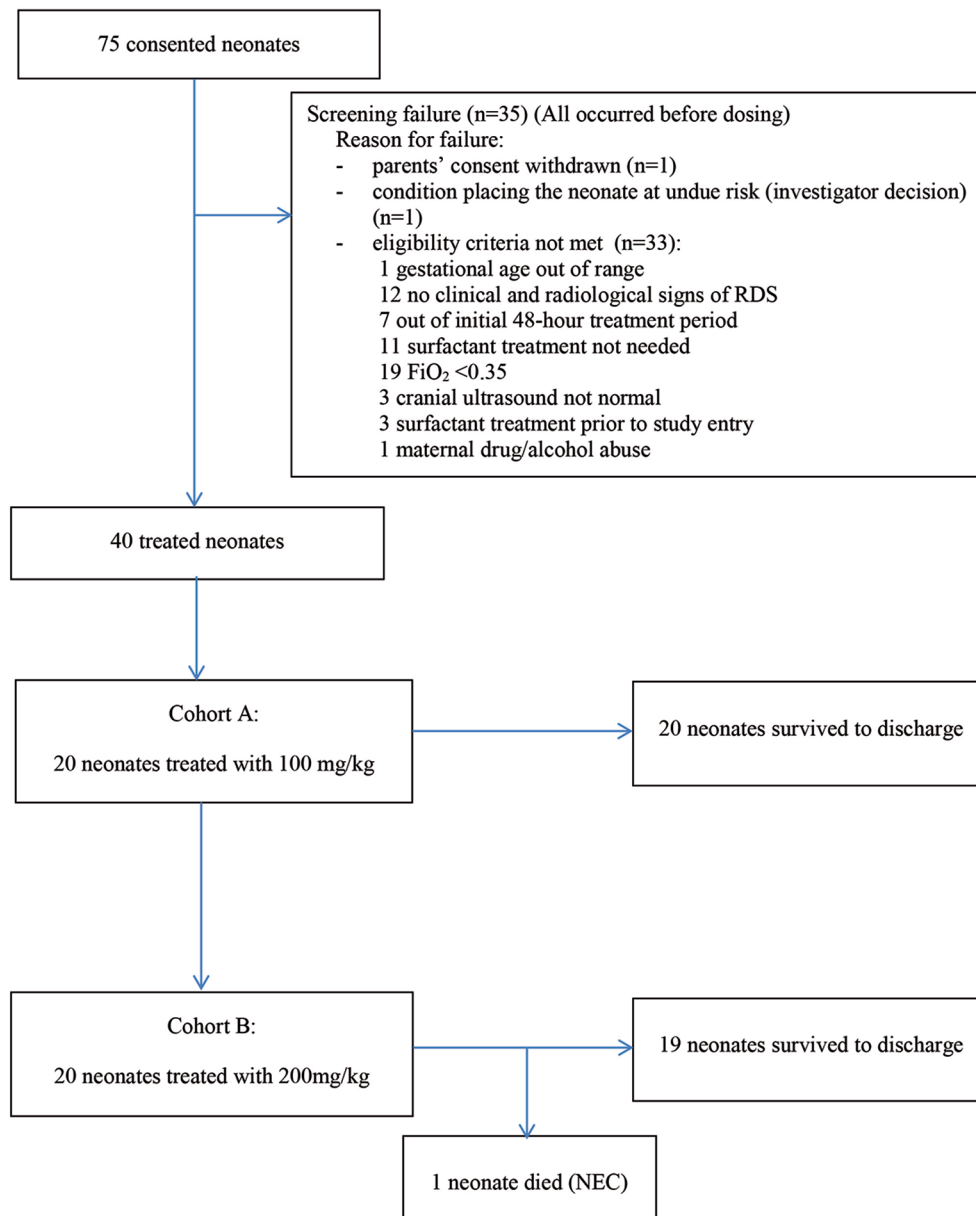 75 consented neonates
Screening failure (n=35) (All occurred before dosing)
Reason for failure:
- parents’ consent withdrawn (n=1)
- condition placing the neonate at undue risk (investigator decision)
(n=1)
- eligibility criteria not met (n=33):
1 gestational age out of range
12 no clinical and radiological signs of RDS
7 out of initial 48-hour treatment period
11 surfactant treatment not needed
19 FiO₂ <0.35
3 cranial ultrasound not normal
3 surfactant treatment prior to study entry
1 maternal drug/alcohol abuse
40 treated neonates
Cohort A:
20 neonates treated with 100 mg/kg
20 neonates survived to discharge
Cohort B:
20 neonates treated with 200mg/kg
19 neonates survived to discharge
1 neonate died (NEC)